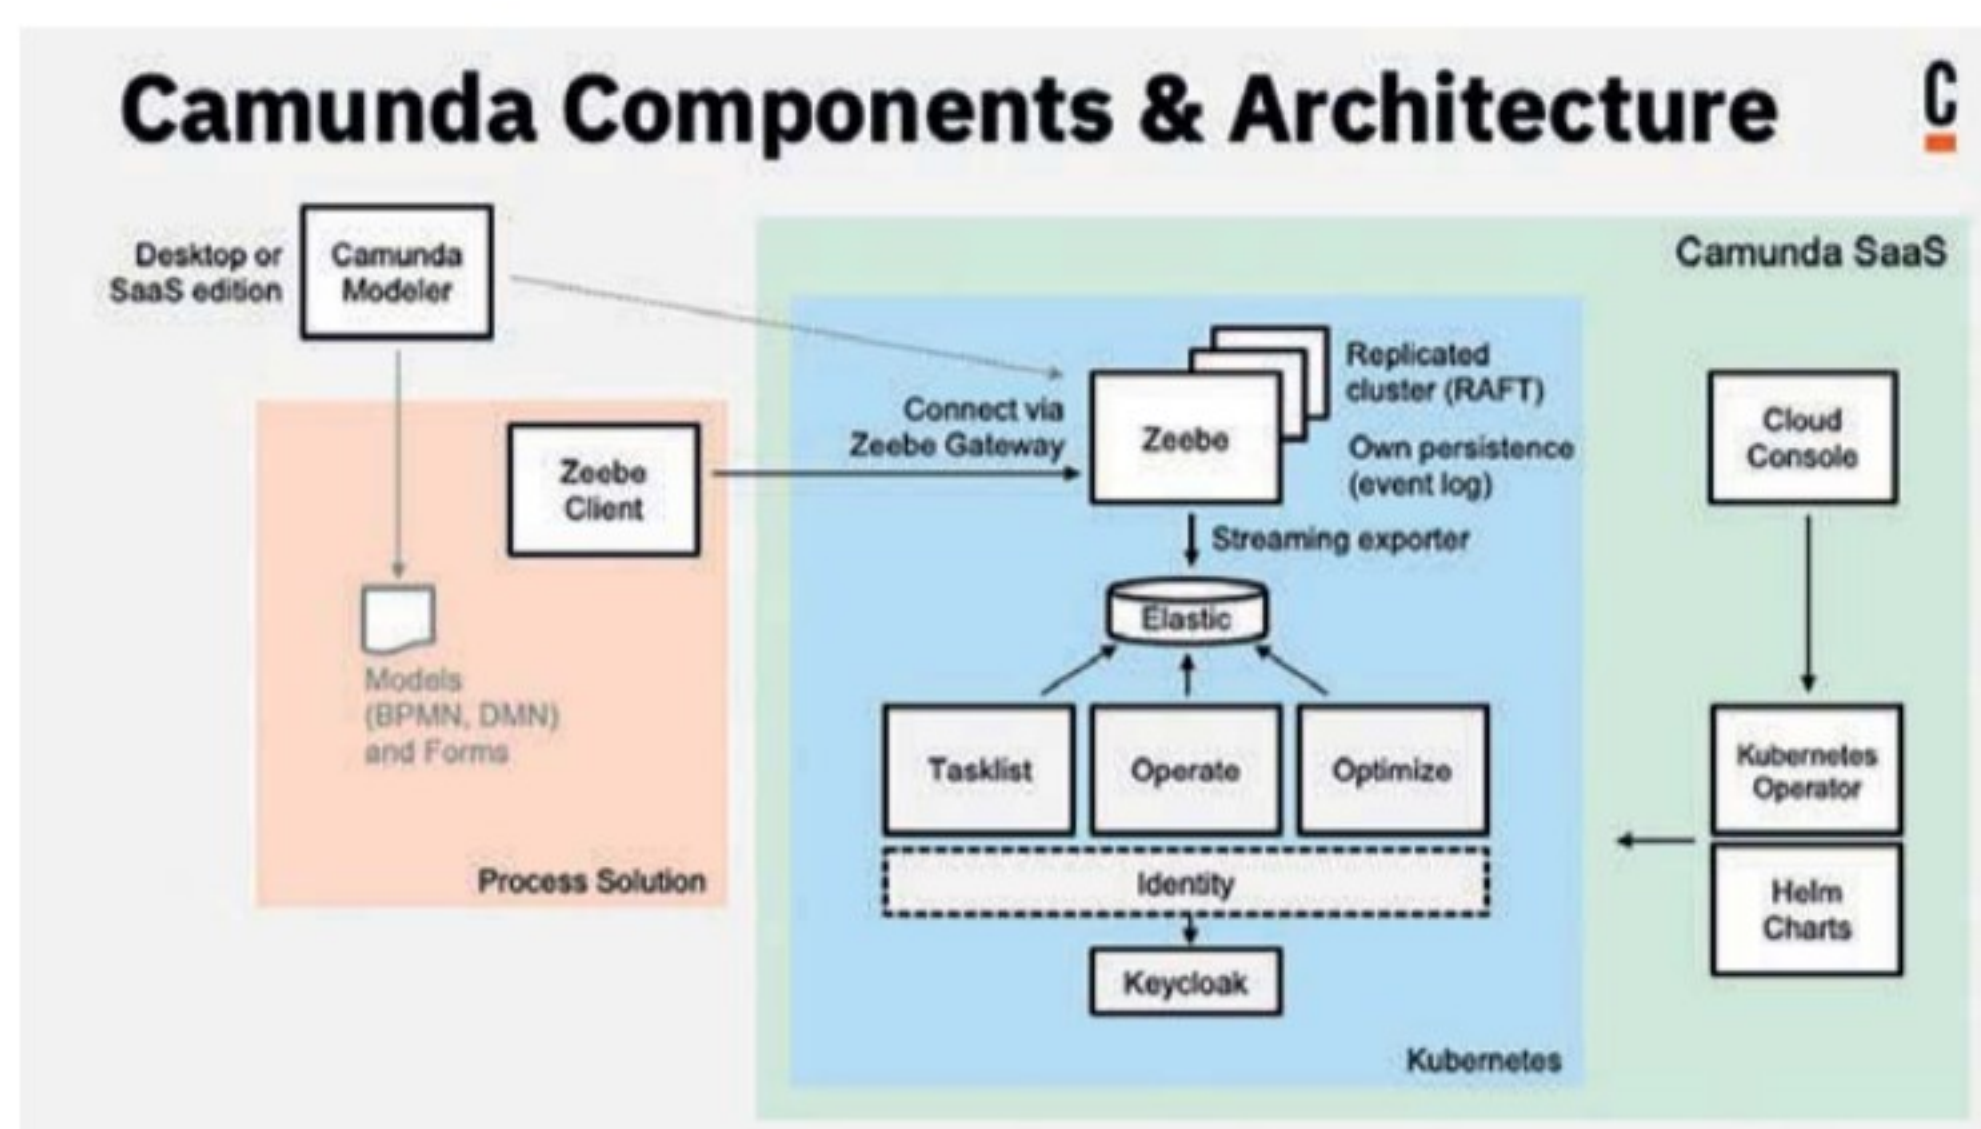 Camunda Components & Architecture
C
Desktop or
SaaS edition
Camunda
Modeler
Camunda SaaS
Replicated
cluster (RAFT)
Connect via
Zeebe Gateway
Zeebe
Own persistence
(event log)
Cloud
Console
Zeebe
Client
Streaming exporter
Elastic
Models
(BPMN, DMN)
and Forms
Tasklist
Operate
Optimize
Kubernetes
Operator
Process Solution
Identity
Helm
Charts
Keycloak
Kubernetes